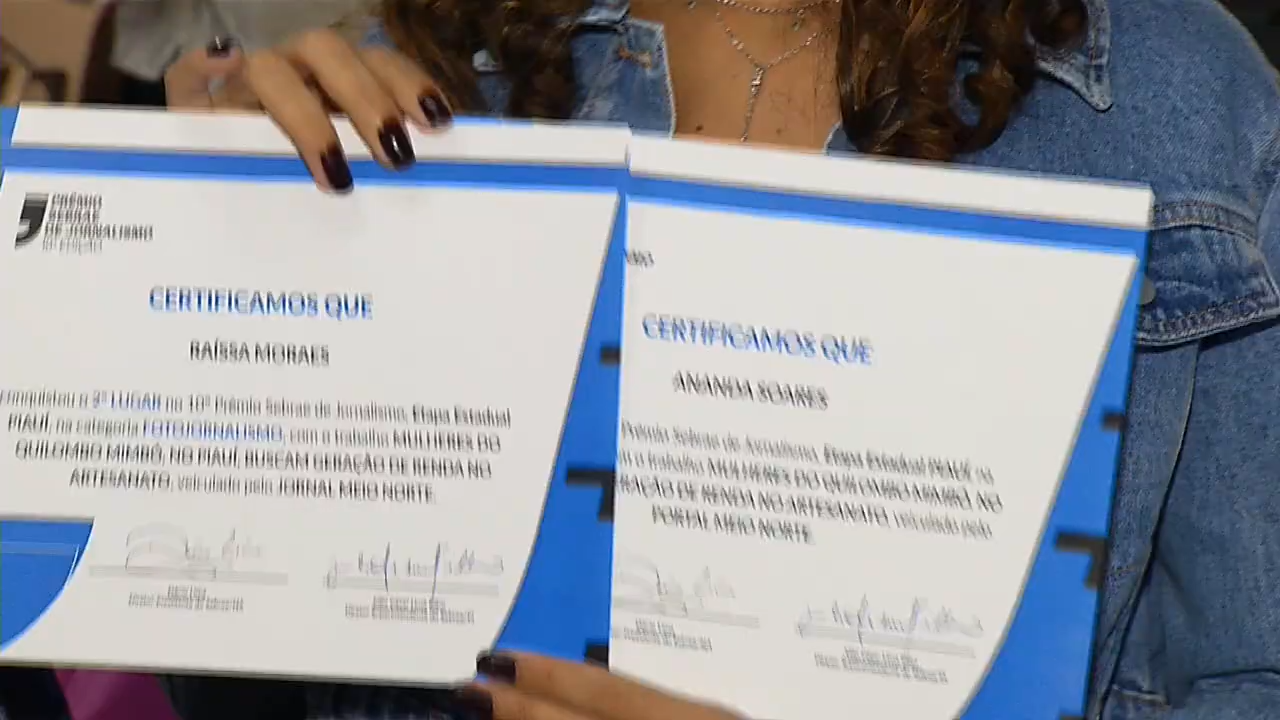 PRÊMIO
SEBRAE
DE JORNALISMO
10ª EDIÇÃO
CERTIFICAMOS QUE
RAÍSSA MORAES
conquistou o LUGAR no 10º Prêmio Sebrae de Jornalismo, Etapa Estadual
PIAUÍ, na categoria FOTOJORNALISMO, com o trabalho MULHERES DO
QUILOMBO MIMBÓ, NO PIAUÍ, BUSCAM GERAÇÃO DE RENDA NO
ARTESANATO, veiculado pelo JORNAL MEIO NORTE.
CERTIFICAMOS QUE
ANANDA SOARES
Prêmio Sebrae de Jornalismo, Etapa Estadual PIAUÍ, na
o trabalho MULHERES DO QUILOMBO MIMBÓ, NO
RAÇÃO DE RENDA NO ARTESANATO, veiculado pelo
PORTAL MEIO NORTE.